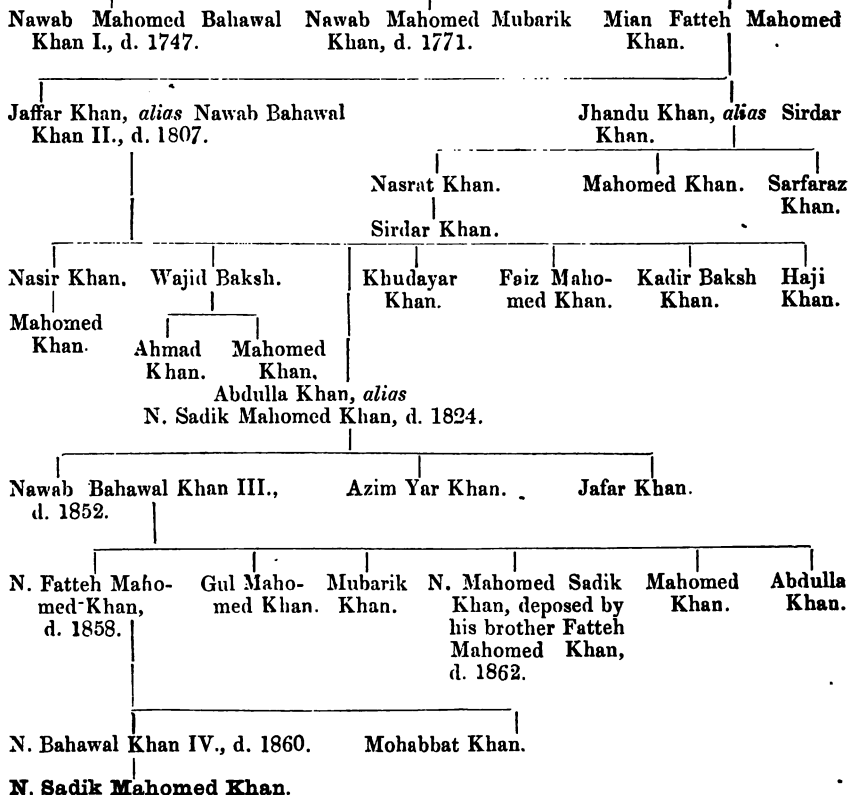 Nawab Mahomed Bahawal Nawab Mahomed Mubarik Mian Fatteh Mahomed
Khan I., d. 1747. Khan, d. 1771. Khan.
Jaffar Khan, alias Nawab Bahawal Jhandu Khan, alias Sirdar
Khan II., d. 1807. Khan.
Nasrat Khan. Mahomed Khan. Sarfaraz
Khan.
Sirdar Khan.
Nasir Khan. Wajid Baksh. Khudayar Faiz Maho- Kadir Baksh Haji
Khan. med Khan. Khan. Khan.
Mahomed
Khan.
Ahmad Mahomed
Khan. Khan.
Abdulla Khan, alias
N. Sadik Mahomed Khan, d. 1824.
Nawab Bahawal Khan III., Azim Yar Khan. Jafar Khan.
d. 1852.
N. Fatteh Maho- Gul Maho- Mubarik N. Mahomed Sadik Mahomed Abdulla
med Khan, med Khan. Khan. Khan, deposed by Khan. Khan.
d. 1858. his brother Fatteh
Mahomed Khan,
d. 1862.
N. Bahawal Khan IV., d. 1860. Mohabbat Khan.
N. Sadik Mahomed Khan.